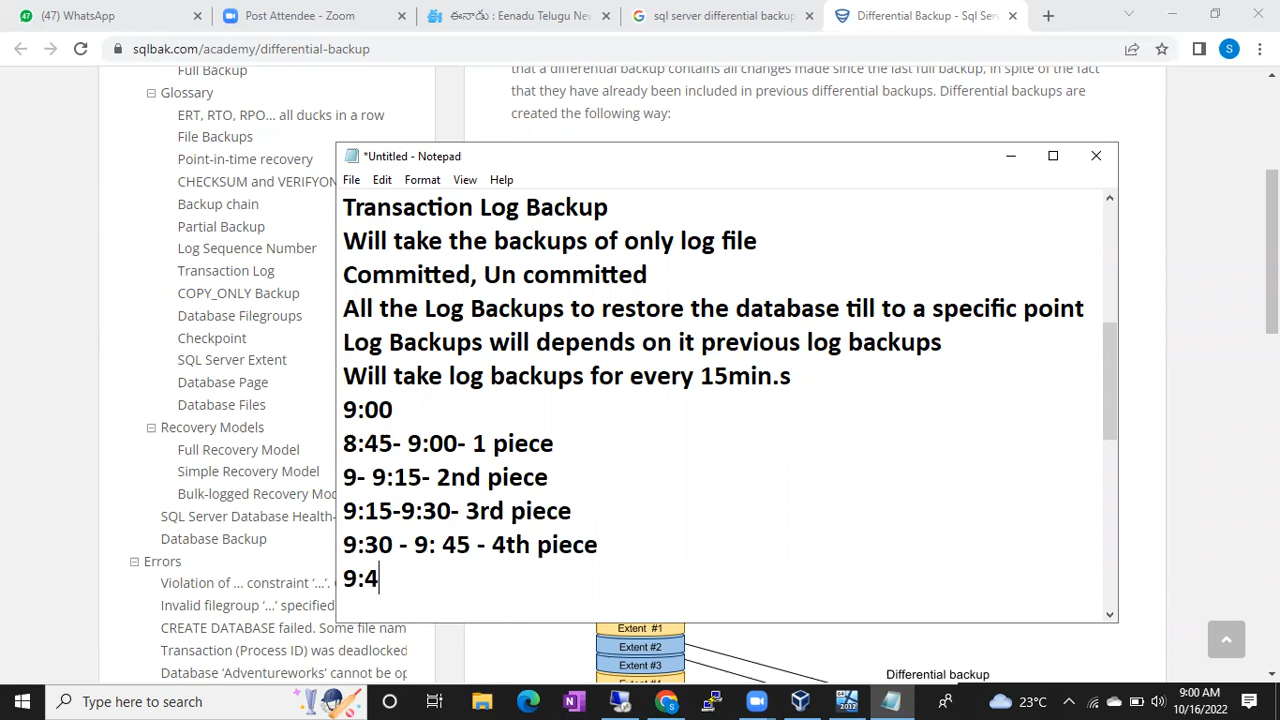 (47) WhatsApp
Post Attendee - Zoom
ఈనాడు : Eenadu Telugu Nev
sql server differential backup
Differential Backup - Sql Ser
S
sqlbak.com/academy/differential-backup
Full Backup
Glossary
ERT, RTO, RPO… all ducks in a row
File Backups
Point-in-time recovery
CHECKSUM and VERIFYON
Backup chain
Partial Backup
Log Sequence Number
Transaction Log
COPY_ONLY Backup
Database Filegroups
Checkpoint
SQL Server Extent
Database Page
Database Files
Recovery Models
Full Recovery Model
Simple Recovery Model
Bulk-logged Recovery Mod
SQL Server Database Health-
Database Backup
Errors
Violation of … constraint ‘…’.
Invalid filegroup ‘…’ specified
CREATE DATABASE failed. Some file nam
Transaction (Process ID) was deadlocked
Database ‘Adventureworks’ cannot be op
that a differential backup contains all changes made since the last full backup, in spite of the fact
that they have already been included in previous differential backups. Differential backups are
created the following way:
*Untitled - Notepad
File Edit Format View Help
Transaction Log Backup
Will take the backups of only log file
Committed, Un committed
All the Log Backups to restore the database till to a specific point
Log Backups will depends on it previous log backups
Will take log backups for every 15min.s
9:00
8:45- 9:00- 1 piece
9- 9:15- 2nd piece
9:15-9:30- 3rd piece
9:30 - 9: 45 - 4th piece
9:4
Extent #1
Extent #2
Extent #3
Differential backup
Type here to search
23°C
9:00 AM
10/16/2022